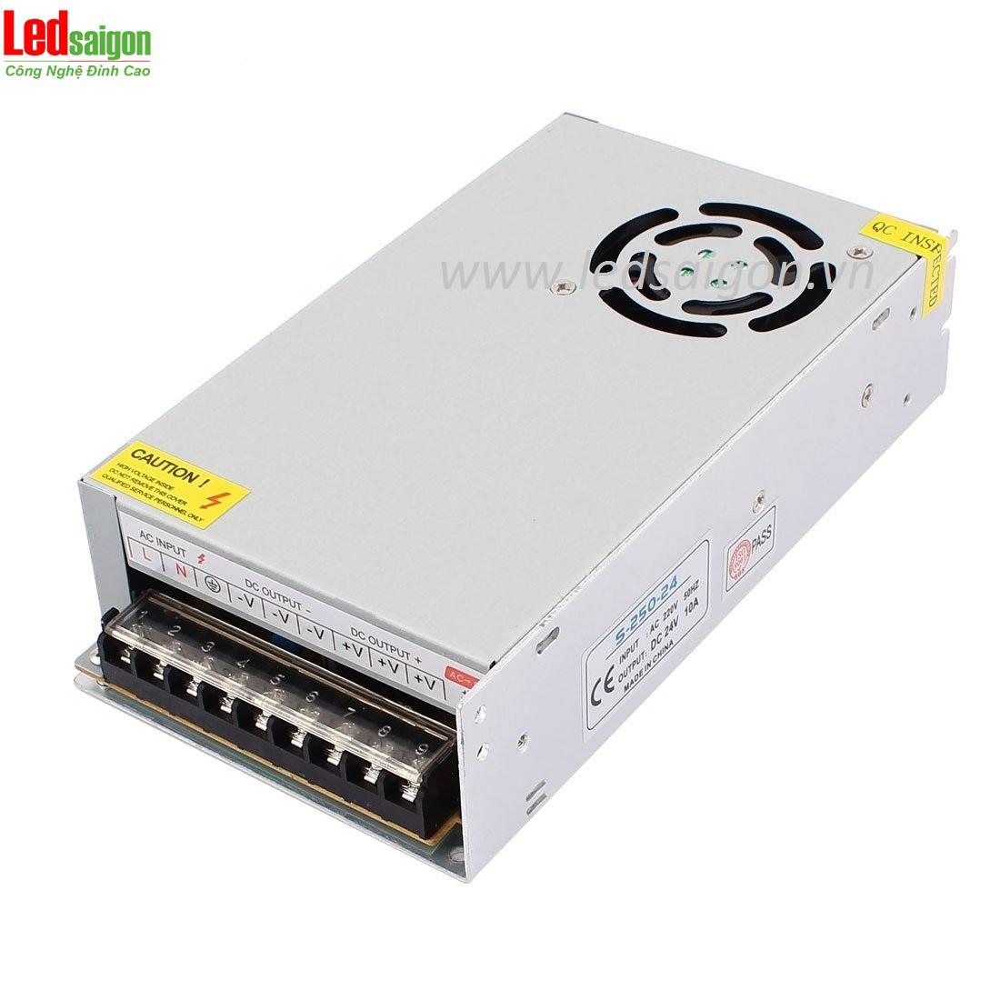 Ledsaigon
Công Nghệ Đỉnh Cao
www.ledsaigon.vn
QC INSPECTED
CAUTION !
HIGH VOLTAGE INSIDE
DO NOT REMOVE THIS COVER
QUALIFIED SERVICE PERSONNEL ONLY
AC INPUT
L N
DC OUTPUT -
-V -V -V
DC OUTPUT +
+V +V +V
AC
1 2 3 4 5 6 7 8 9
S-250-24
INPUT : AC 220V 50HZ
OUTPUT: DC 24V 10A
MADE IN CHINA
CE
PASS